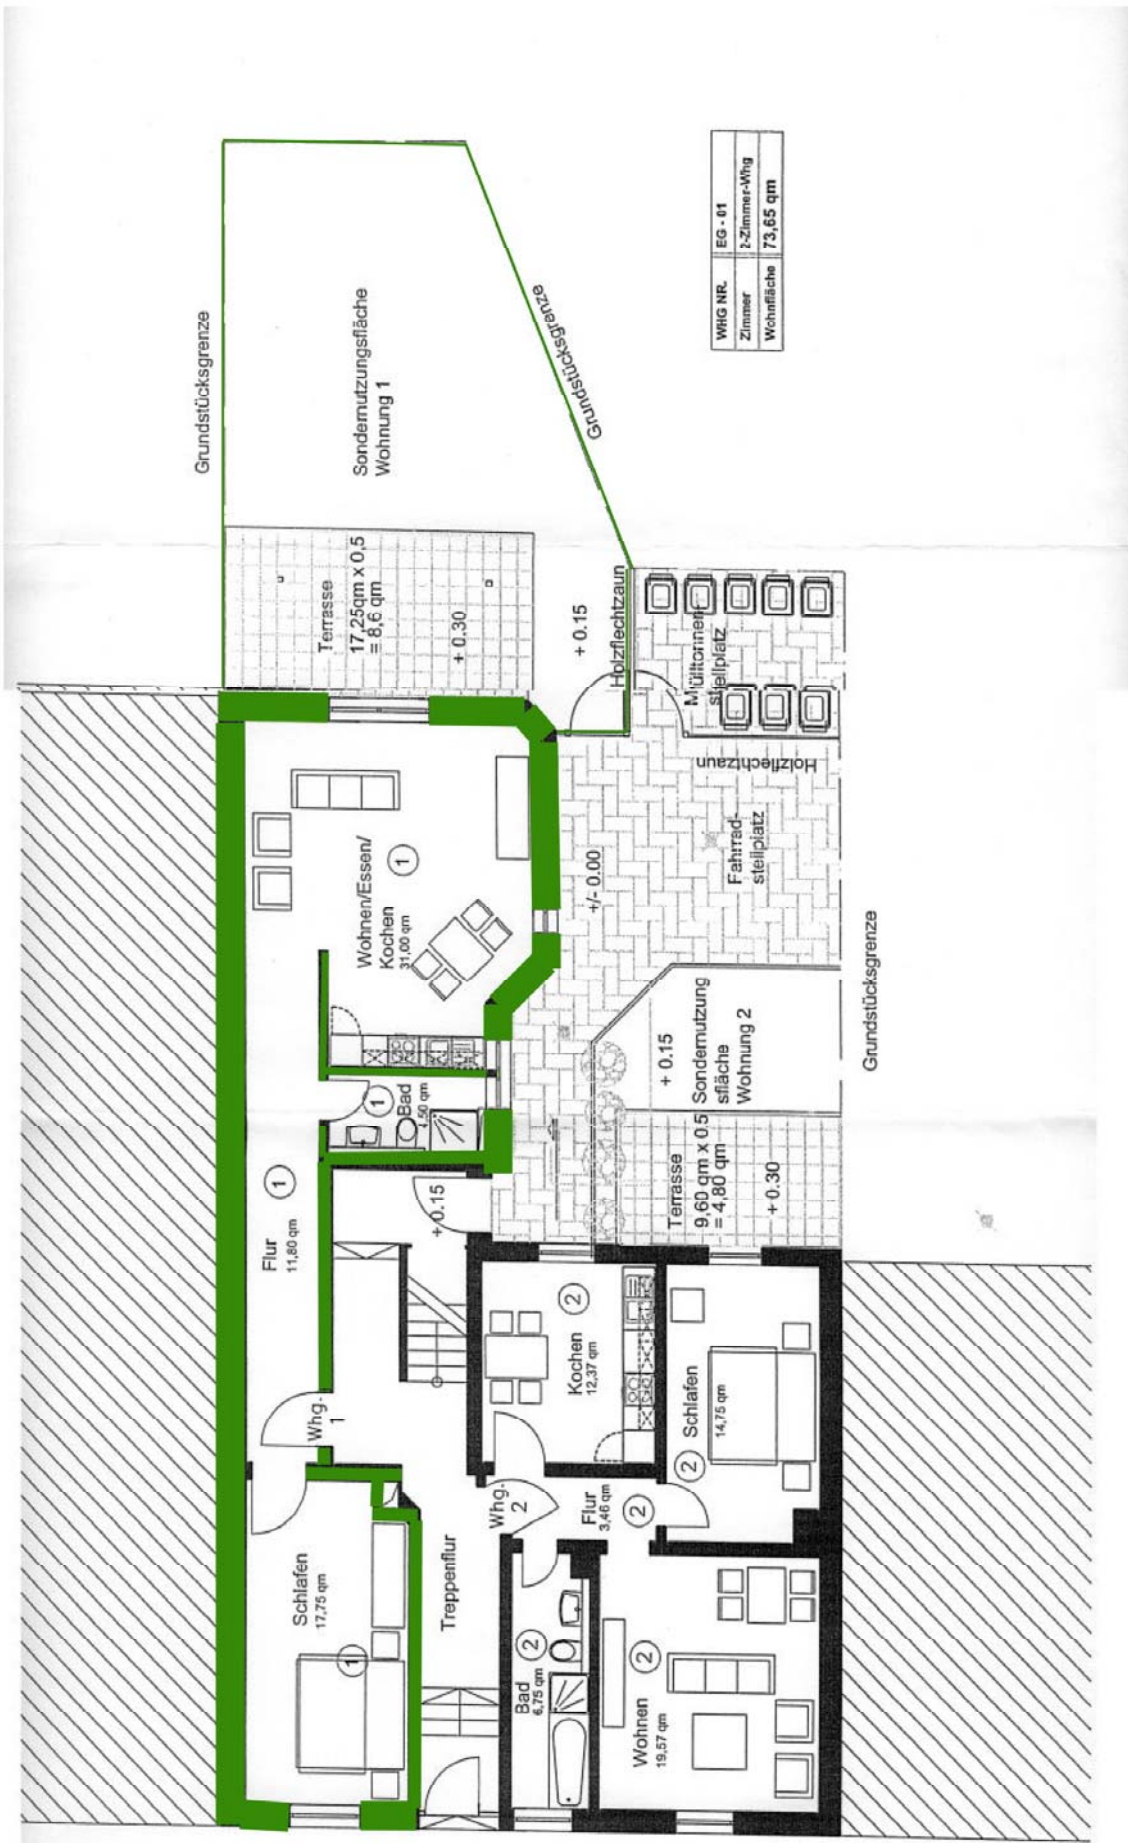 Grundstücksgrenze
Sondernutzungsfläche
Wohnung 1
Grundstücksgrenze
WHG NR. EG - 01
Zimmer 2-Zimmer-Whg
Wohnfläche 73,65 qm
Terrasse
17,25qm x 0,5
= 8,6 qm
+ 0.30
+ 0.15
Holzflechtzaun
Mülltonnen
stellplatz
Holzflechtzaun
Fahrrad-
stellplatz
+/- 0.00
Wohnen/Essen/
Kochen
31,00 qm
1
Bad
4,50 qm
1
Flur
11,80 qm
1
Whg.
1
Schlafen
17,75 qm
1
Treppenflur
+ 0.15
+ 0.15
Sondernutzung
sfläche
Wohnung 2
Grundstücksgrenze
Terrasse
9,60 qm x 0,5
= 4,80 qm
+ 0.30
Kochen
12,37 qm
2
Schlafen
14,75 qm
2
Whg.
2
Flur
3,46 qm
2
Bad
6,75 qm
2
Wohnen
19,57 qm
2